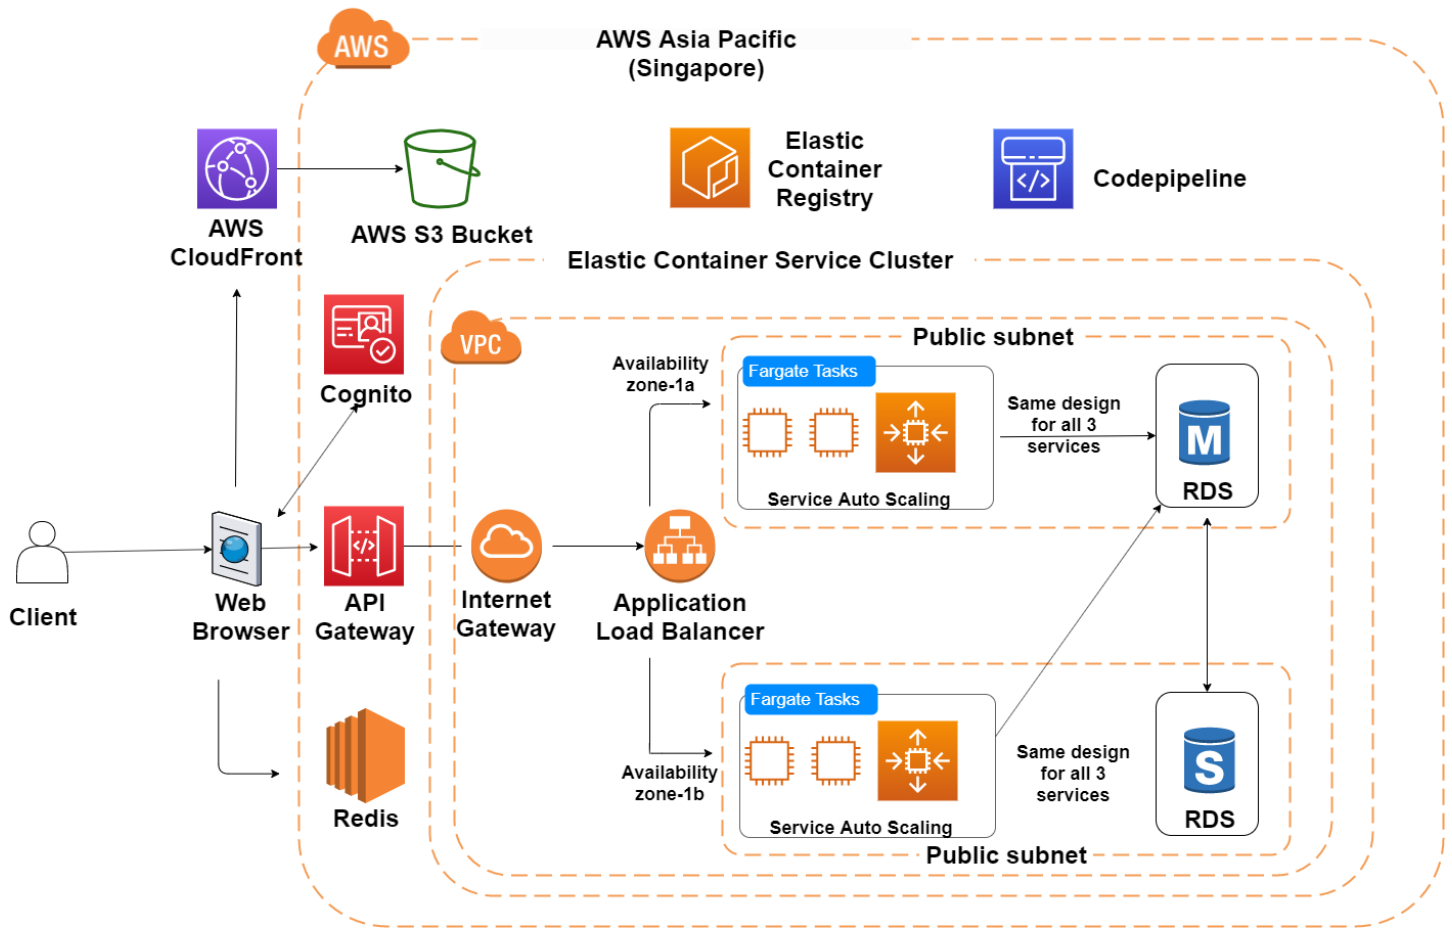 AWS
AWS Asia Pacific
(Singapore)
Elastic
Container
Registry
Codepipeline
AWS
CloudFront
AWS S3 Bucket
Elastic Container Service Cluster
Cognito
VPC
Public subnet
Availability
zone-1a
Fargate Tasks
Service Auto Scaling
Same design
for all 3
services
M
RDS
Client
Web
Browser
API
Gateway
Internet
Gateway
Application
Load Balancer
Redis
Availability
zone-1b
Fargate Tasks
Service Auto Scaling
Same design
for all 3
services
S
RDS
Public subnet